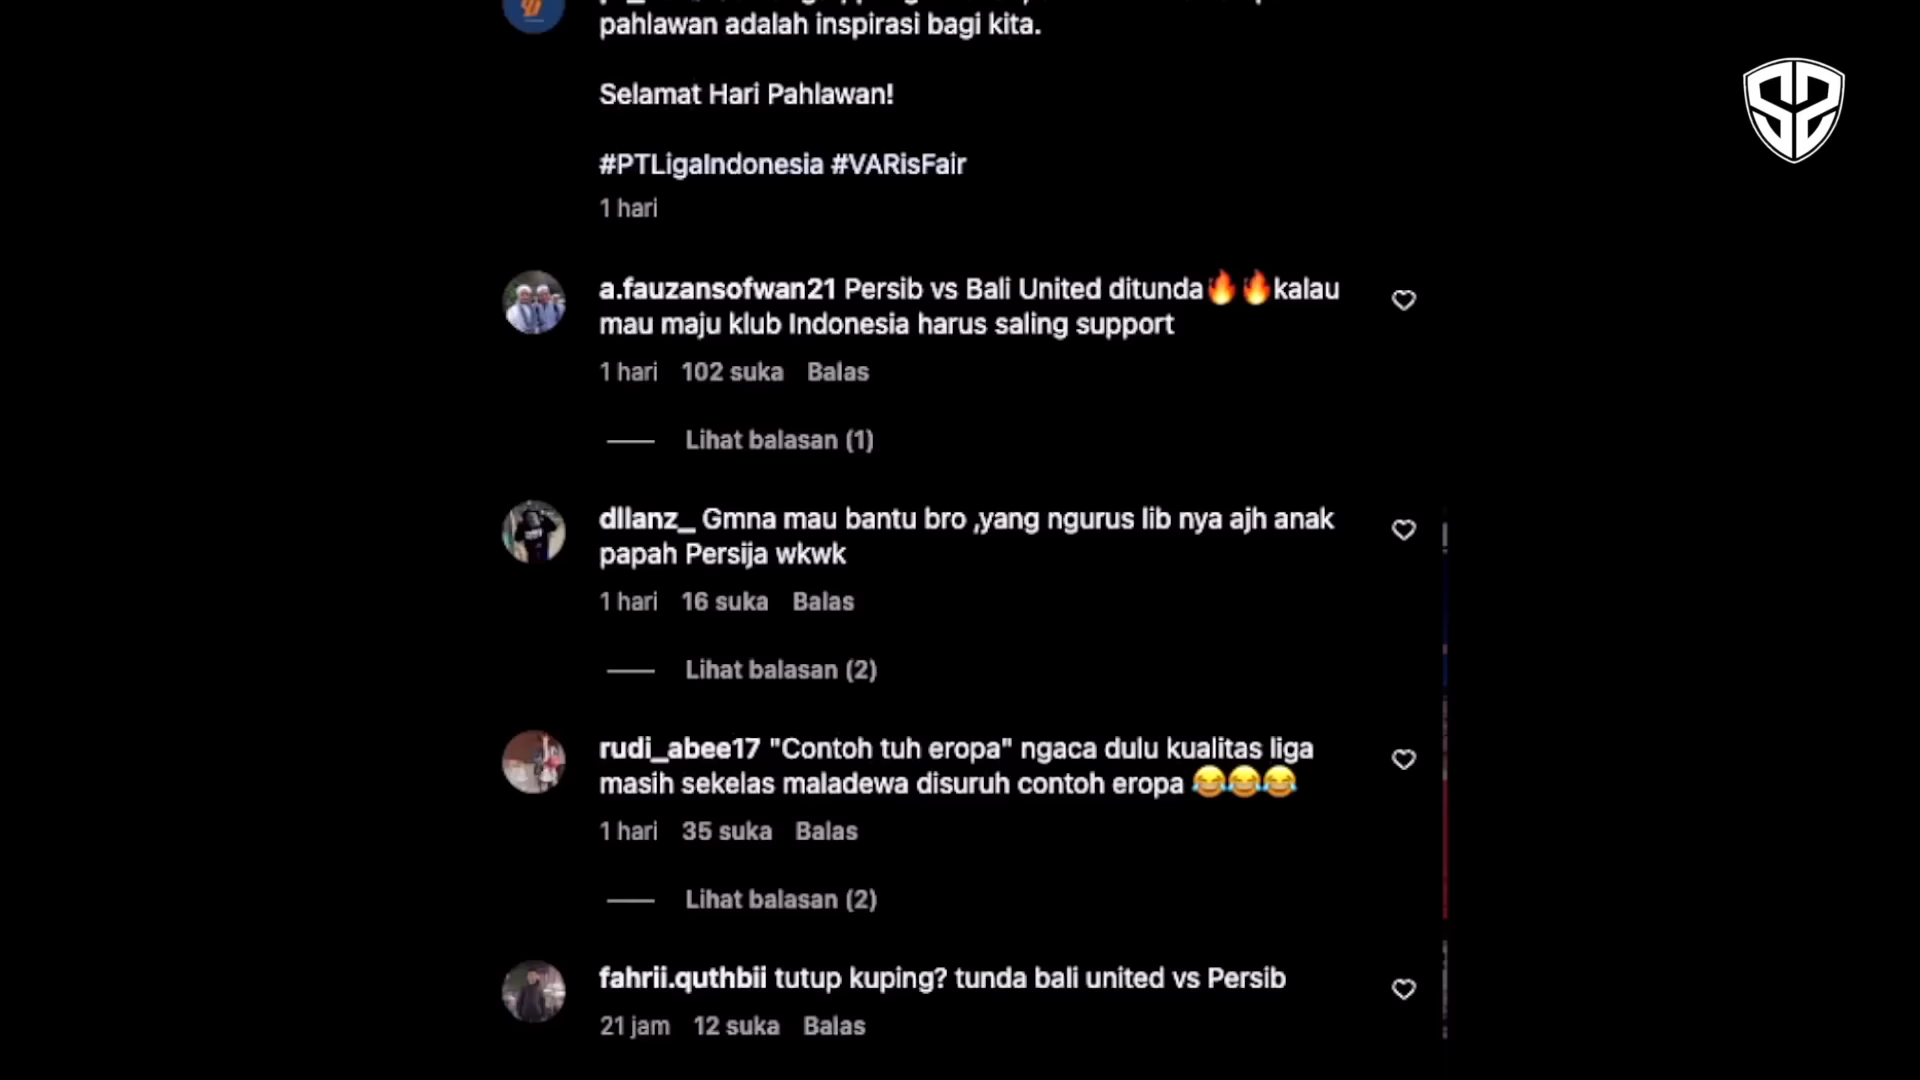 pahlawan adalah inspirasi bagi kita.
Selamat Hari Pahlawan!
#PTLigaIndonesia #VARisFair
1 hari
a.fauzansofwan21 Persib vs Bali United ditunda🔥🔥kalau
mau maju klub Indonesia harus saling support
1 hari 102 suka Balas
Lihat balasan (1)
dllanz_ Gmna mau bantu bro ,yang ngurus lib nya ajh anak
papah Persija wkwk
1 hari 16 suka Balas
Lihat balasan (2)
rudi_abee17 "Contoh tuh eropa" ngaca dulu kualitas liga
masih sekelas maladewa disuruh contoh eropa 😂😂😂
1 hari 35 suka Balas
Lihat balasan (2)
fahrii.quthbii tutup kuping? tunda bali united vs Persib
21 jam 12 suka Balas